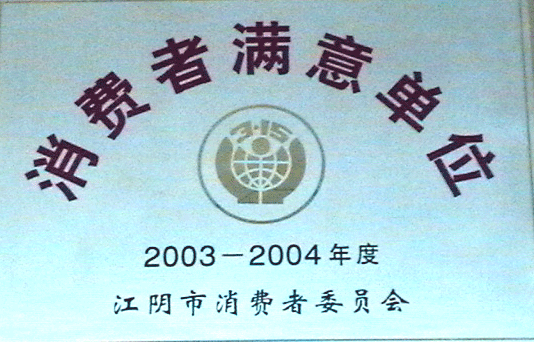 消费者满意单位
3·15
2003-2004年度
江阴市消费者委员会